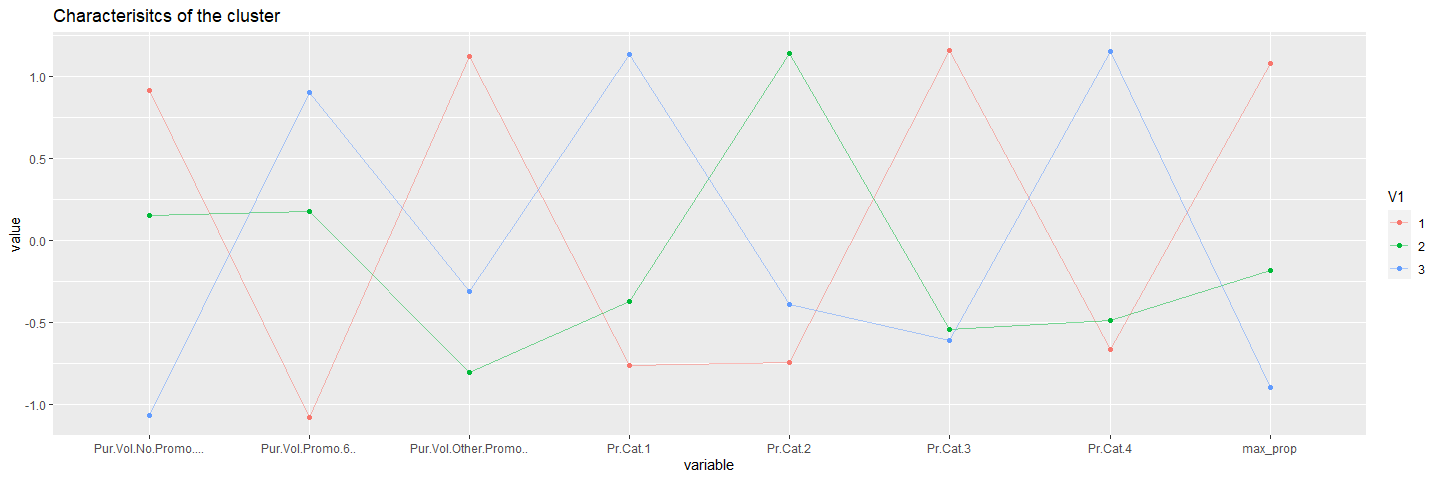 Characterisitcs of the cluster
value
1.0
0.5
0.0
-0.5
-1.0
Pur.Vol.No.Promo.... Pur.Vol.Promo.6.. Pur.Vol.Other.Promo.. Pr.Cat.1 Pr.Cat.2 Pr.Cat.3 Pr.Cat.4 max_prop
variable
V1
1
2
3